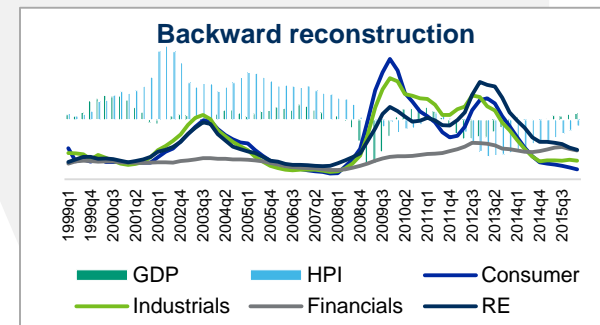 Backward reconstruction
1999q1
1999q4
2000q3
2001q2
2002q1
2002q4
2003q3
2004q2
2005q1
2005q4
2006q3
2007q2
2008q1
2008q4
2009q3
2010q2
2011q1
2011q4
2012q3
2013q2
2014q1
2014q4
2015q3
GDP HPI Consumer
Industrials Financials RE